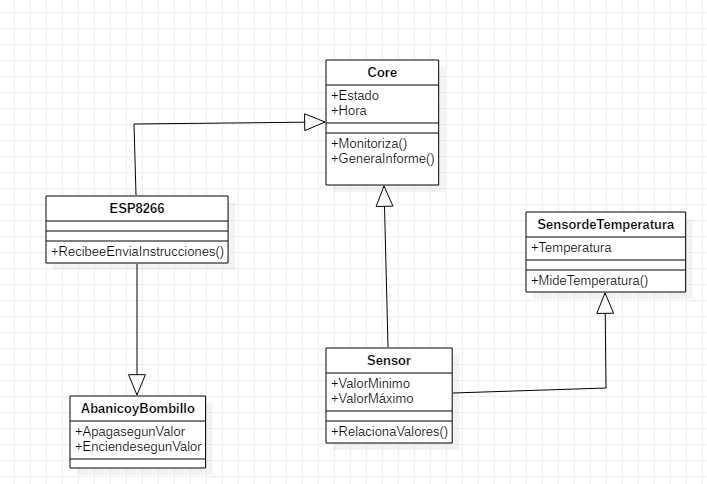 Core
+Estado
+Hora
+Monitoriza()
+GeneraInforme()
ESP8266
+RecibeeEnviaInstrucciones()
SensordeTemperatura
+Temperatura
+MideTemperatura()
Sensor
+ValorMinimo
+ValorMáximo
+RelacionaValores()
AbanicoyBombillo
+ApagasegunValor
+EnciendesegunValor